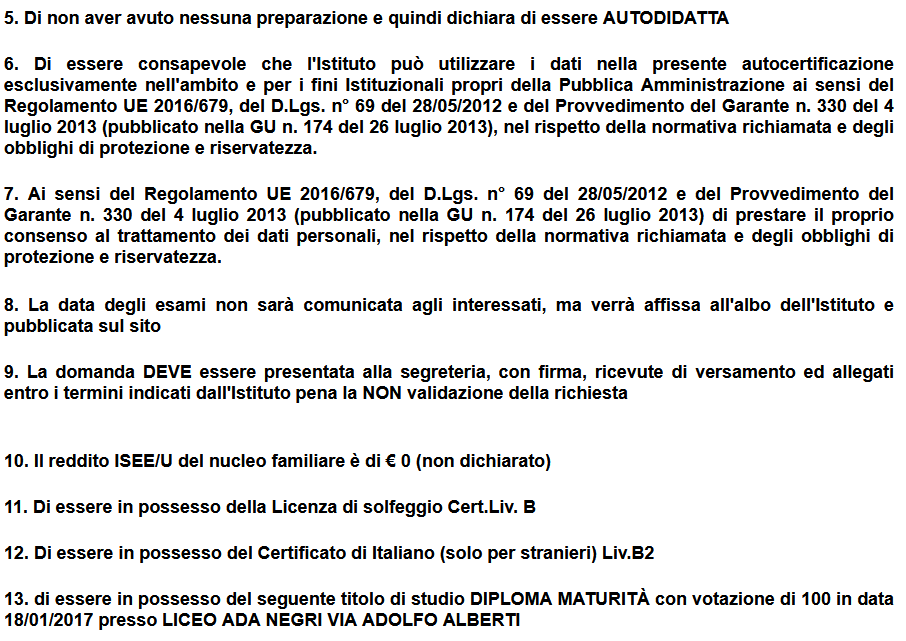 5. Di non aver avuto nessuna preparazione e quindi dichiara di essere AUTODIDATTA
6. Di essere consapevole che l'Istituto può utilizzare i dati nella presente autocertificazione
esclusivamente nell'ambito e per i fini Istituzionali propri della Pubblica Amministrazione ai sensi del
Regolamento UE 2016/679, del D.Lgs. n° 69 del 28/05/2012 e del Provvedimento del Garante n. 330 del 4
luglio 2013 (pubblicato nella GU n. 174 del 26 luglio 2013), nel rispetto della normativa richiamata e degli
obblighi di protezione e riservatezza.
7. Ai sensi del Regolamento UE 2016/679, del D.Lgs. n° 69 del 28/05/2012 e del Provvedimento del
Garante n. 330 del 4 luglio 2013 (pubblicato nella GU n. 174 del 26 luglio 2013) di prestare il proprio
consenso al trattamento dei dati personali, nel rispetto della normativa richiamata e degli obblighi di
protezione e riservatezza.
8. La data degli esami non sarà comunicata agli interessati, ma verrà affissa all'albo dell'Istituto e
pubblicata sul sito
9. La domanda DEVE essere presentata alla segreteria, con firma, ricevute di versamento ed allegati
entro i termini indicati dall'Istituto pena la NON validazione della richiesta
10. Il reddito ISEE/U del nucleo familiare è di € 0 (non dichiarato)
11. Di essere in possesso della Licenza di solfeggio Cert.Liv. B
12. Di essere in possesso del Certificato di Italiano (solo per stranieri) Liv.B2
13. di essere in possesso del seguente titolo di studio DIPLOMA MATURITÀ con votazione di 100 in data
18/01/2017 presso LICEO ADA NEGRI VIA ADOLFO ALBERTI